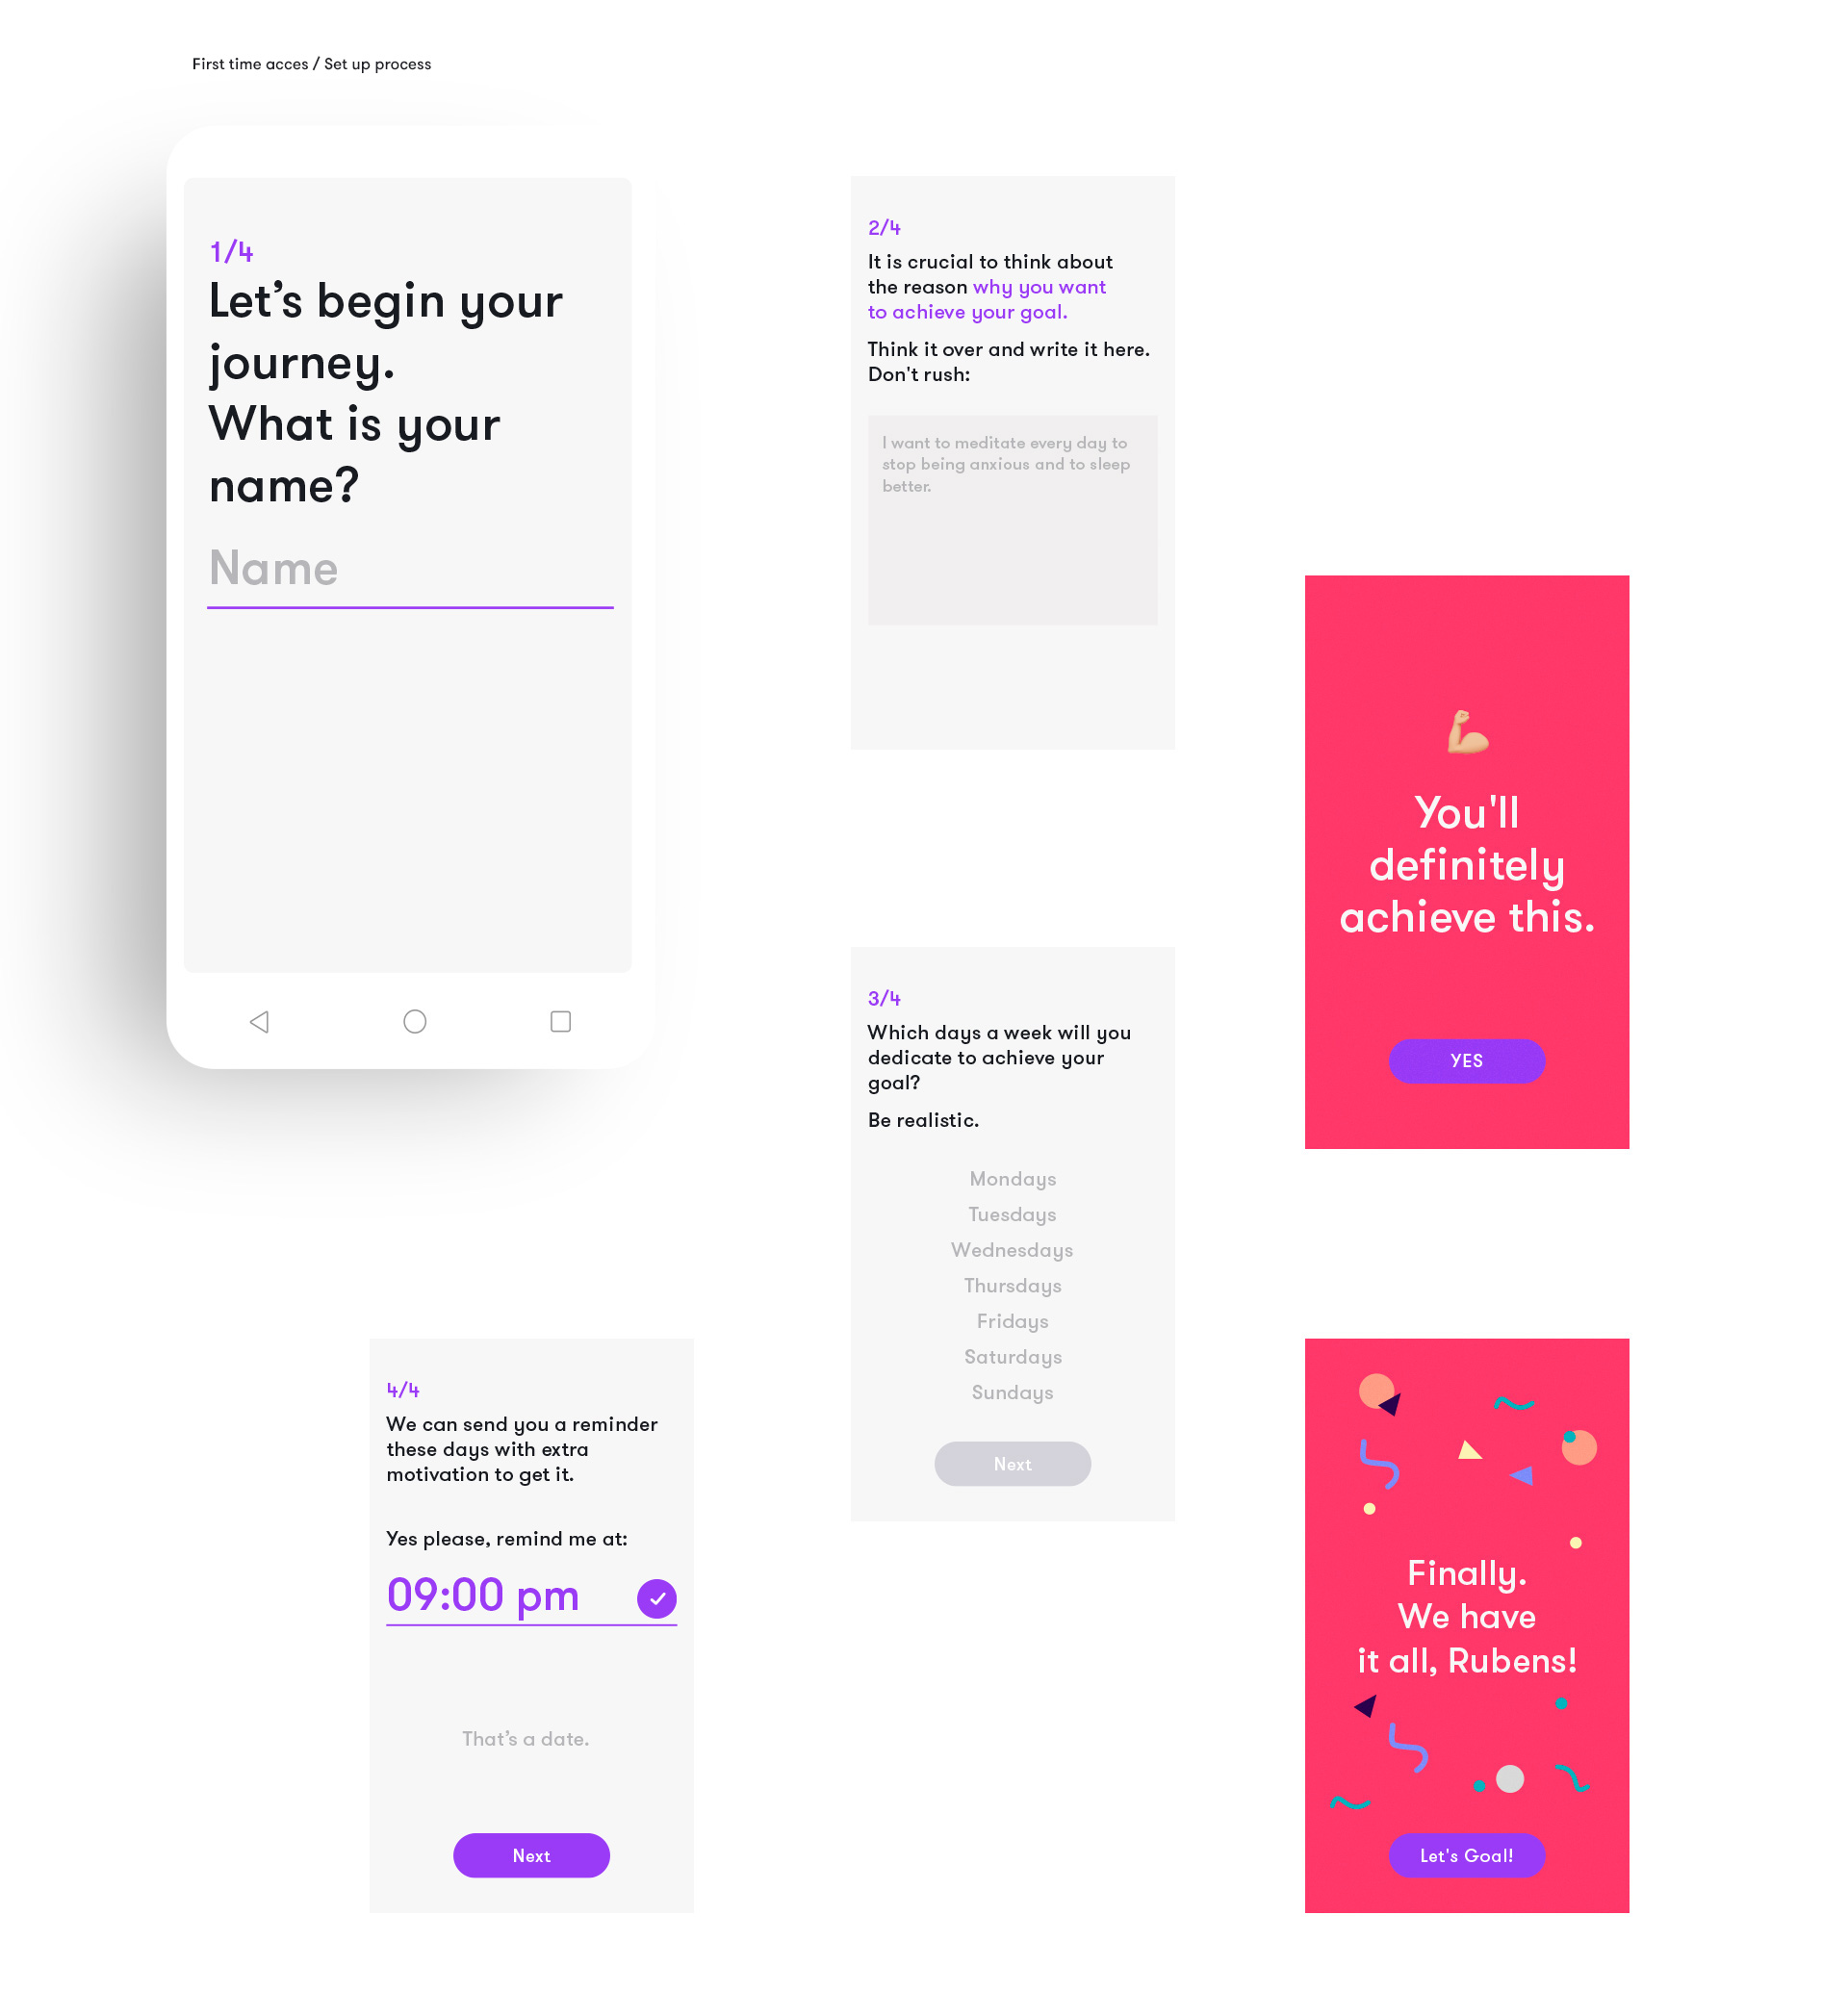 First time acces / Set up process
1/4
Let’s begin your
journey.
What is your
name?
Name
2/4
It is crucial to think about
the reason why you want
to achieve your goal.
Think it over and write it here.
Don't rush:
I want to meditate every day to
stop being anxious and to sleep
better.
You'll
definitely
achieve this.
YES
3/4
Which days a week will you
dedicate to achieve your
goal?
Be realistic.
Mondays
Tuesdays
Wednesdays
Thursdays
Fridays
Saturdays
Sundays
Next
4/4
We can send you a reminder
these days with extra
motivation to get it.
Yes please, remind me at:
09:00 pm
That’s a date.
Next
Finally.
We have
it all, Rubens!
Let's Goal!